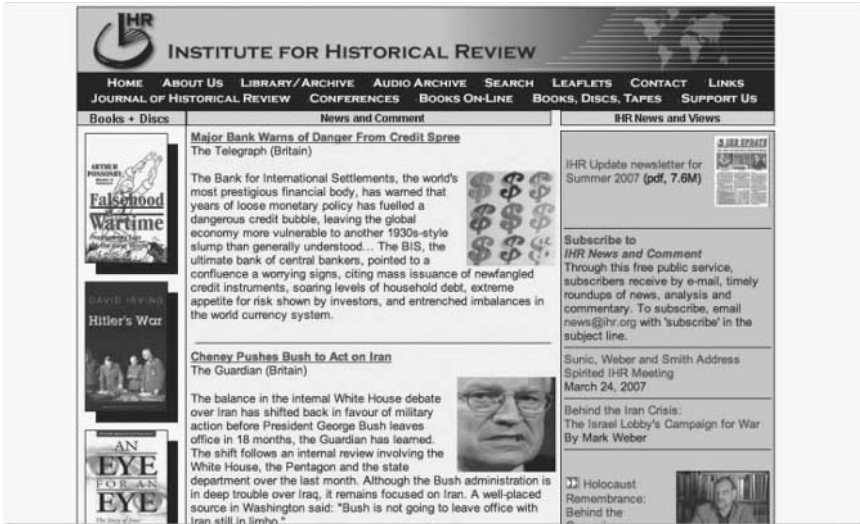 IHR
INSTITUTE FOR HISTORICAL REVIEW
HOME ABOUT US LIBRARY/ARCHIVE AUDIO ARCHIVE SEARCH LEAFLETS CONTACT LINKS
JOURNAL OF HISTORICAL REVIEW CONFERENCES BOOKS ON-LINE BOOKS, DISCS, TAPES SUPPORT US
Books + Discs
ARTHUR
PONSONBY
Falsehood
Wartime
DAVID IRVING
Hitler's War
AN
EYE
FOR AN
EYE
News and Comment
Major Bank Warns of Danger From Credit Spree
The Telegraph (Britain)
The Bank for International Settlements, the world's
most prestigious financial body, has warned that
years of loose monetary policy has fuelled a
dangerous credit bubble, leaving the global
economy more vulnerable to another 1930s-style
slump than generally understood... The BIS, the
ultimate bank of central bankers, pointed to a
confluence a worrying signs, citing mass issuance of newfangled
credit instruments, soaring levels of household debt, extreme
appetite for risk shown by investors, and entrenched imbalances in
the world currency system.
Cheney Pushes Bush to Act on Iran
The Guardian (Britain)
The balance in the internal White House debate
over Iran has shifted back in favour of military
action before President George Bush leaves
office in 18 months, the Guardian has learned.
The shift follows an internal review involving the
White House, the Pentagon and the state
department over the last month. Although the Bush administration is
in deep trouble over Iraq, it remains focused on Iran. A well-placed
source in Washington said: "Bush is not going to leave office with
Iran still in limbo."
IHR News and Views
IHR Update newsletter for
Summer 2007 (pdf, 7.6M)
IHR UPDATE
Subscribe to
IHR News and Comment
Through this free public service,
subscribers receive by e-mail, timely
roundups of news, analysis and
commentary. To subscribe, email
news@ihr.org with 'subscribe' in the
subject line.
Sunic, Weber and Smith Address
Spirited IHR Meeting
March 24, 2007
Behind the Iran Crisis:
The Israel Lobby's Campaign for War
By Mark Weber
Holocaust
Remembrance:
Behind the